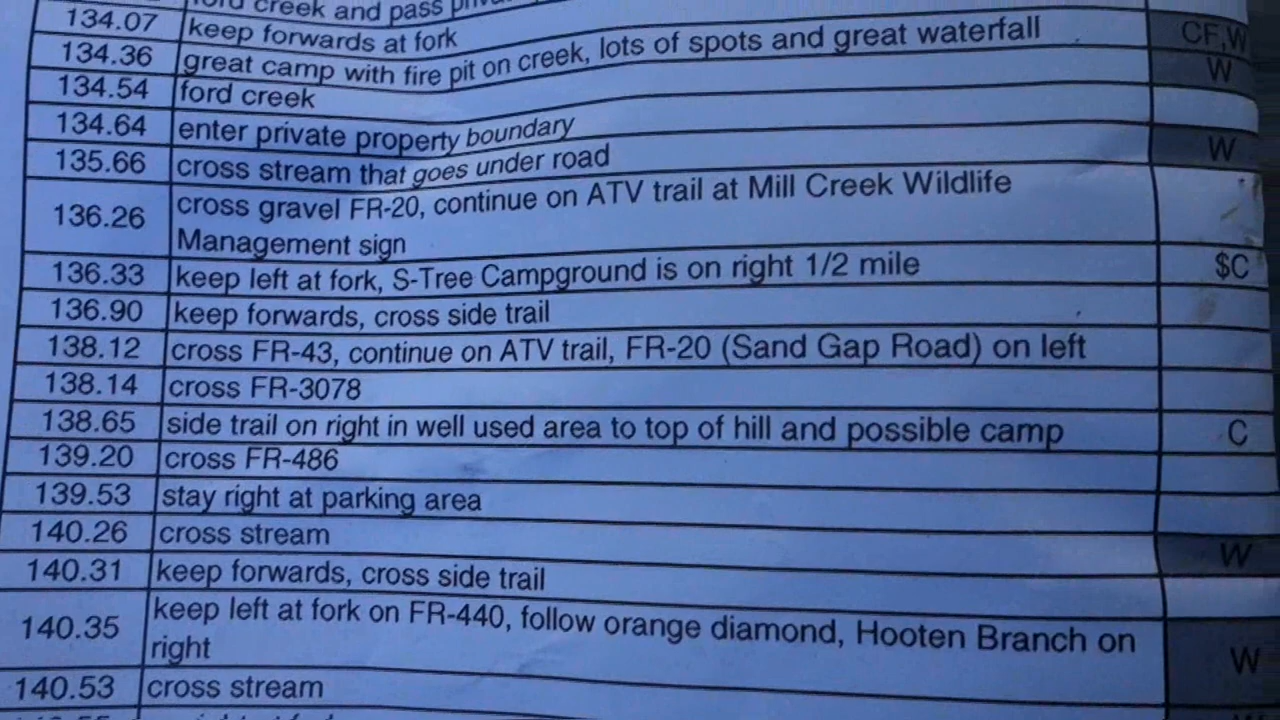 creek and pass
134.07 keep forwards at fork
134.36 great camp with fire pit on creek, lots of spots and great waterfall CF,W
134.54 ford creek W
134.64 enter private property boundary
135.66 cross stream that goes under road W
136.26 cross gravel FR-20, continue on ATV trail at Mill Creek Wildlife
Management sign
136.33 keep left at fork, S-Tree Campground is on right 1/2 mile $C
136.90 keep forwards, cross side trail
138.12 cross FR-43, continue on ATV trail, FR-20 (Sand Gap Road) on left
138.14 cross FR-3078
138.65 side trail on right in well used area to top of hill and possible camp C
139.20 cross FR-486
139.53 stay right at parking area
140.26 cross stream W
140.31 keep forwards, cross side trail
140.35 keep left at fork on FR-440, follow orange diamond, Hooten Branch on
right W
140.53 cross stream